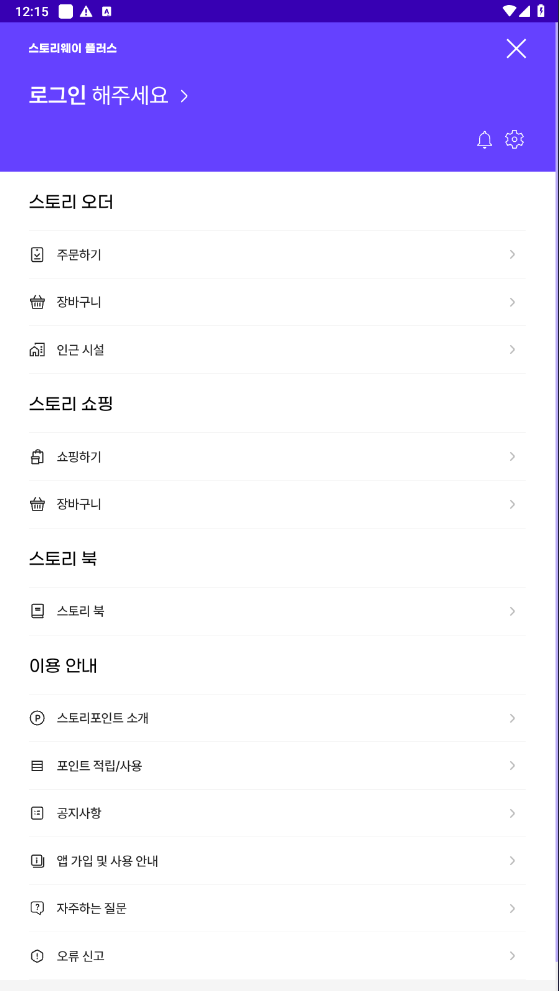 12:15
스토리웨이 플러스
로그인 해주세요
스토리 오더
주문하기
장바구니
인근 시설
스토리 쇼핑
쇼핑하기
장바구니
스토리 북
스토리 북
이용 안내
스토리포인트 소개
포인트 적립/사용
공지사항
앱 가입 및 사용 안내
자주하는 질문
오류 신고